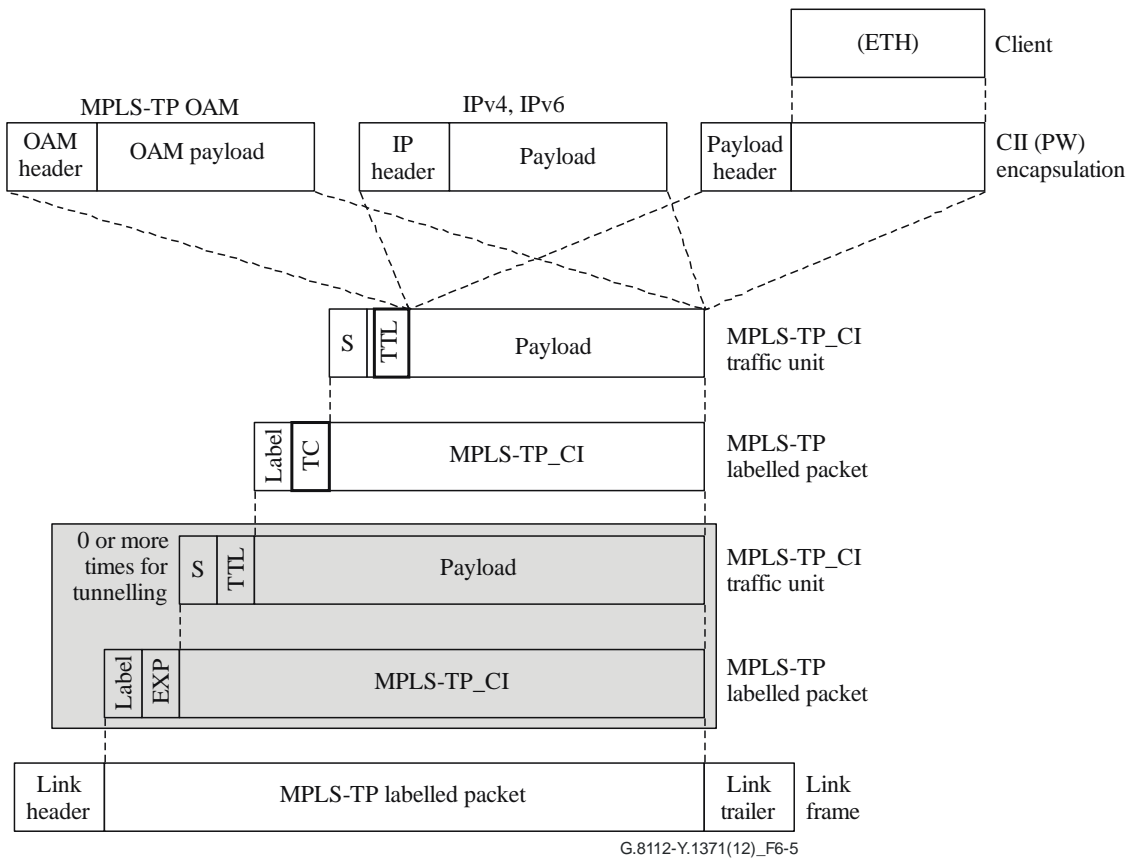 (ETH)
Client
MPLS-TP OAM
IPv4, IPv6
OAM
header
OAM payload
IP
header
Payload
Payload
header
CII (PW)
encapsulation
S
TTL
Payload
MPLS-TP_CI
traffic unit
Label
TC
MPLS-TP_CI
MPLS-TP
labelled packet
0 or more
times for
tunnelling
S
TTL
Payload
MPLS-TP_CI
traffic unit
Label
EXP
MPLS-TP_CI
MPLS-TP
labelled packet
Link
header
MPLS-TP labelled packet
Link
trailer
Link
frame
G.8112-Y.1371(12)_F6-5